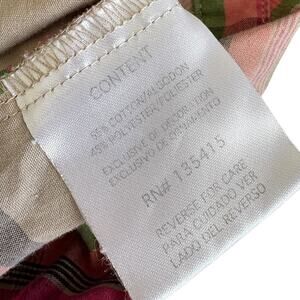 CONTENT
55% COTTON/ALGODON
45% POLYESTER/POLIESTER
EXCLUSIVE OF DECORATION
EXCLUSIVO DE ORNAMENTO
RN# 135415
REVERSE FOR CARE
PARA CUIDADO VER
LADO DEL REVERSO